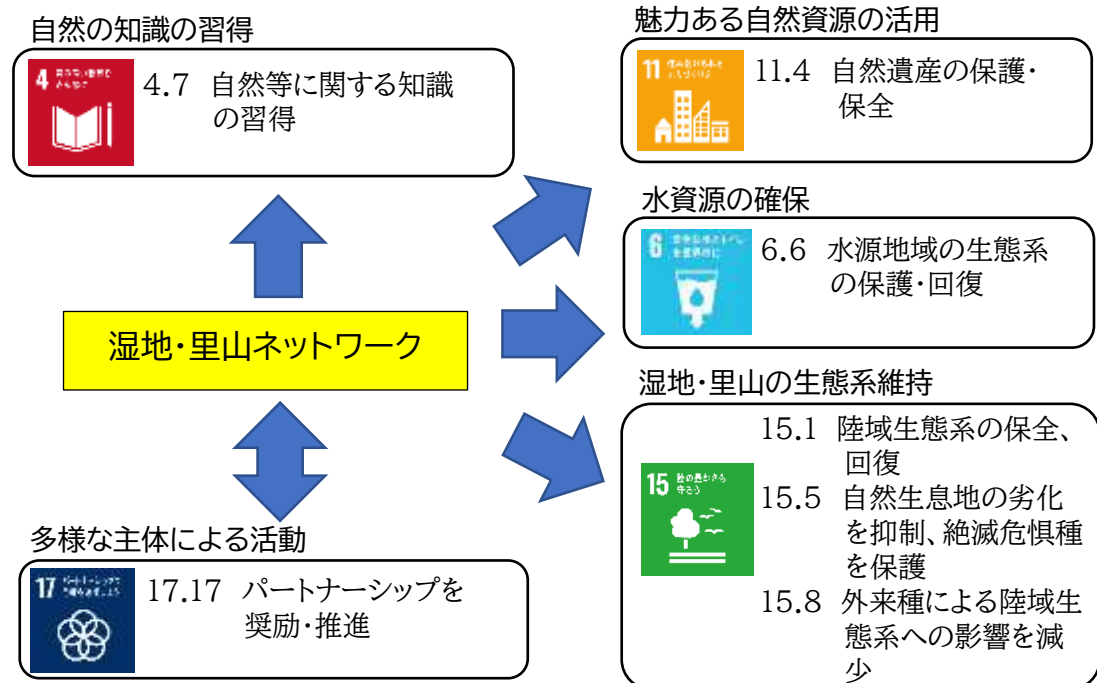 自然の知識の習得
4
4.7 自然等に関する知識
の習得
魅力ある自然資源の活用
11
11.4 自然遺産の保護・
保全
水資源の確保
6
6.6 水源地域の生態系
の保護・回復
湿地・里山ネットワーク
湿地・里山の生態系維持
15
15.1 陸域生態系の保全、
回復
15.5 自然生息地の劣化
を抑制、絶滅危惧種
を保護
15.8 外来種による陸域生
態系への影響を減
少
多様な主体による活動
17
17.17 パートナーシップを
奨励・推進